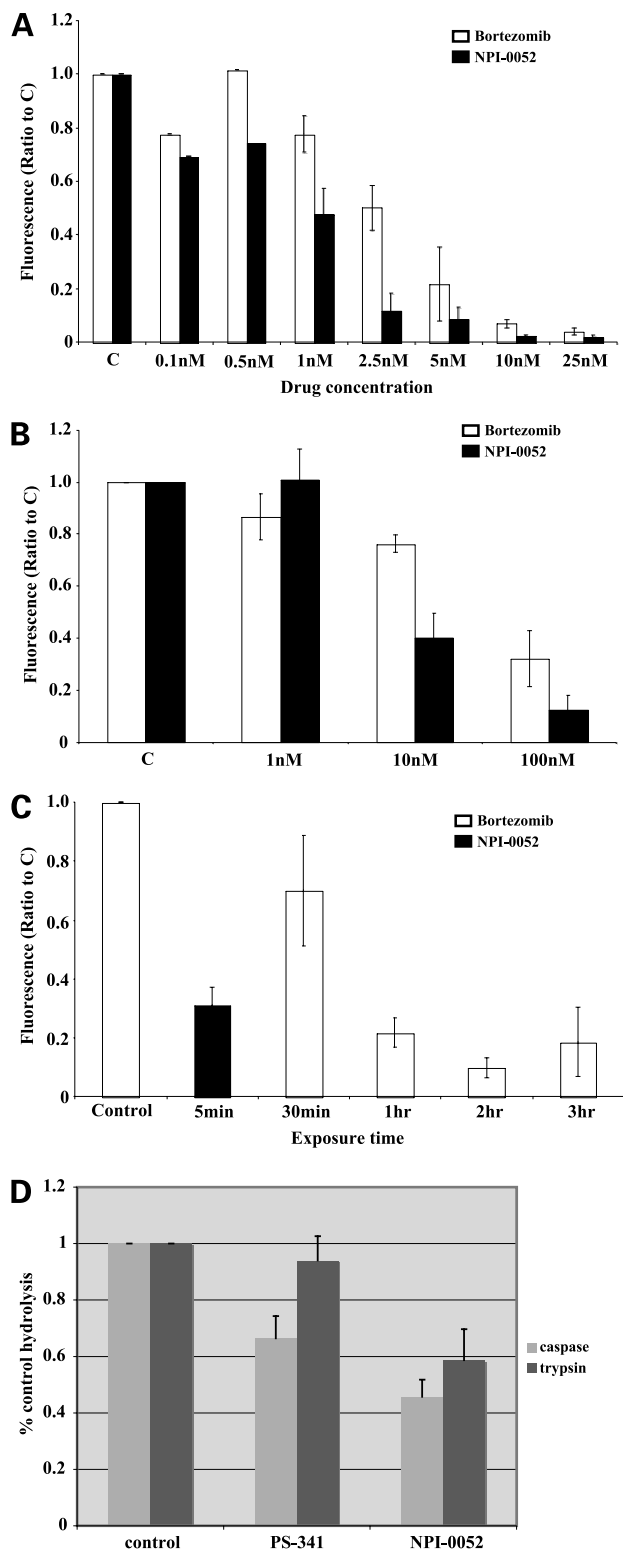 A
Bortezomib
NPI-0052
Fluorescence (Ratio to C)
1.2
1.0
0.8
0.6
0.4
0.2
0
C 0.1nM 0.5nM 1nM 2.5nM 5nM 10nM 25nM
Drug concentration
B
Bortezomib
NPI-0052
Fluorescence (Ratio to C)
1.2
1.0
0.8
0.6
0.4
0.2
0
C 1nM 10nM 100nM
C
Bortezomib
NPI-0052
Fluorescence (Ratio to C)
1.0
0.8
0.6
0.4
0.2
0
Control 5min 30min 1hr 2hr 3hr
Exposure time
D
% control hydrolysis
1.2
1
0.8
0.6
0.4
0.2
0
caspase
trypsin
control PS-341 NPI-0052